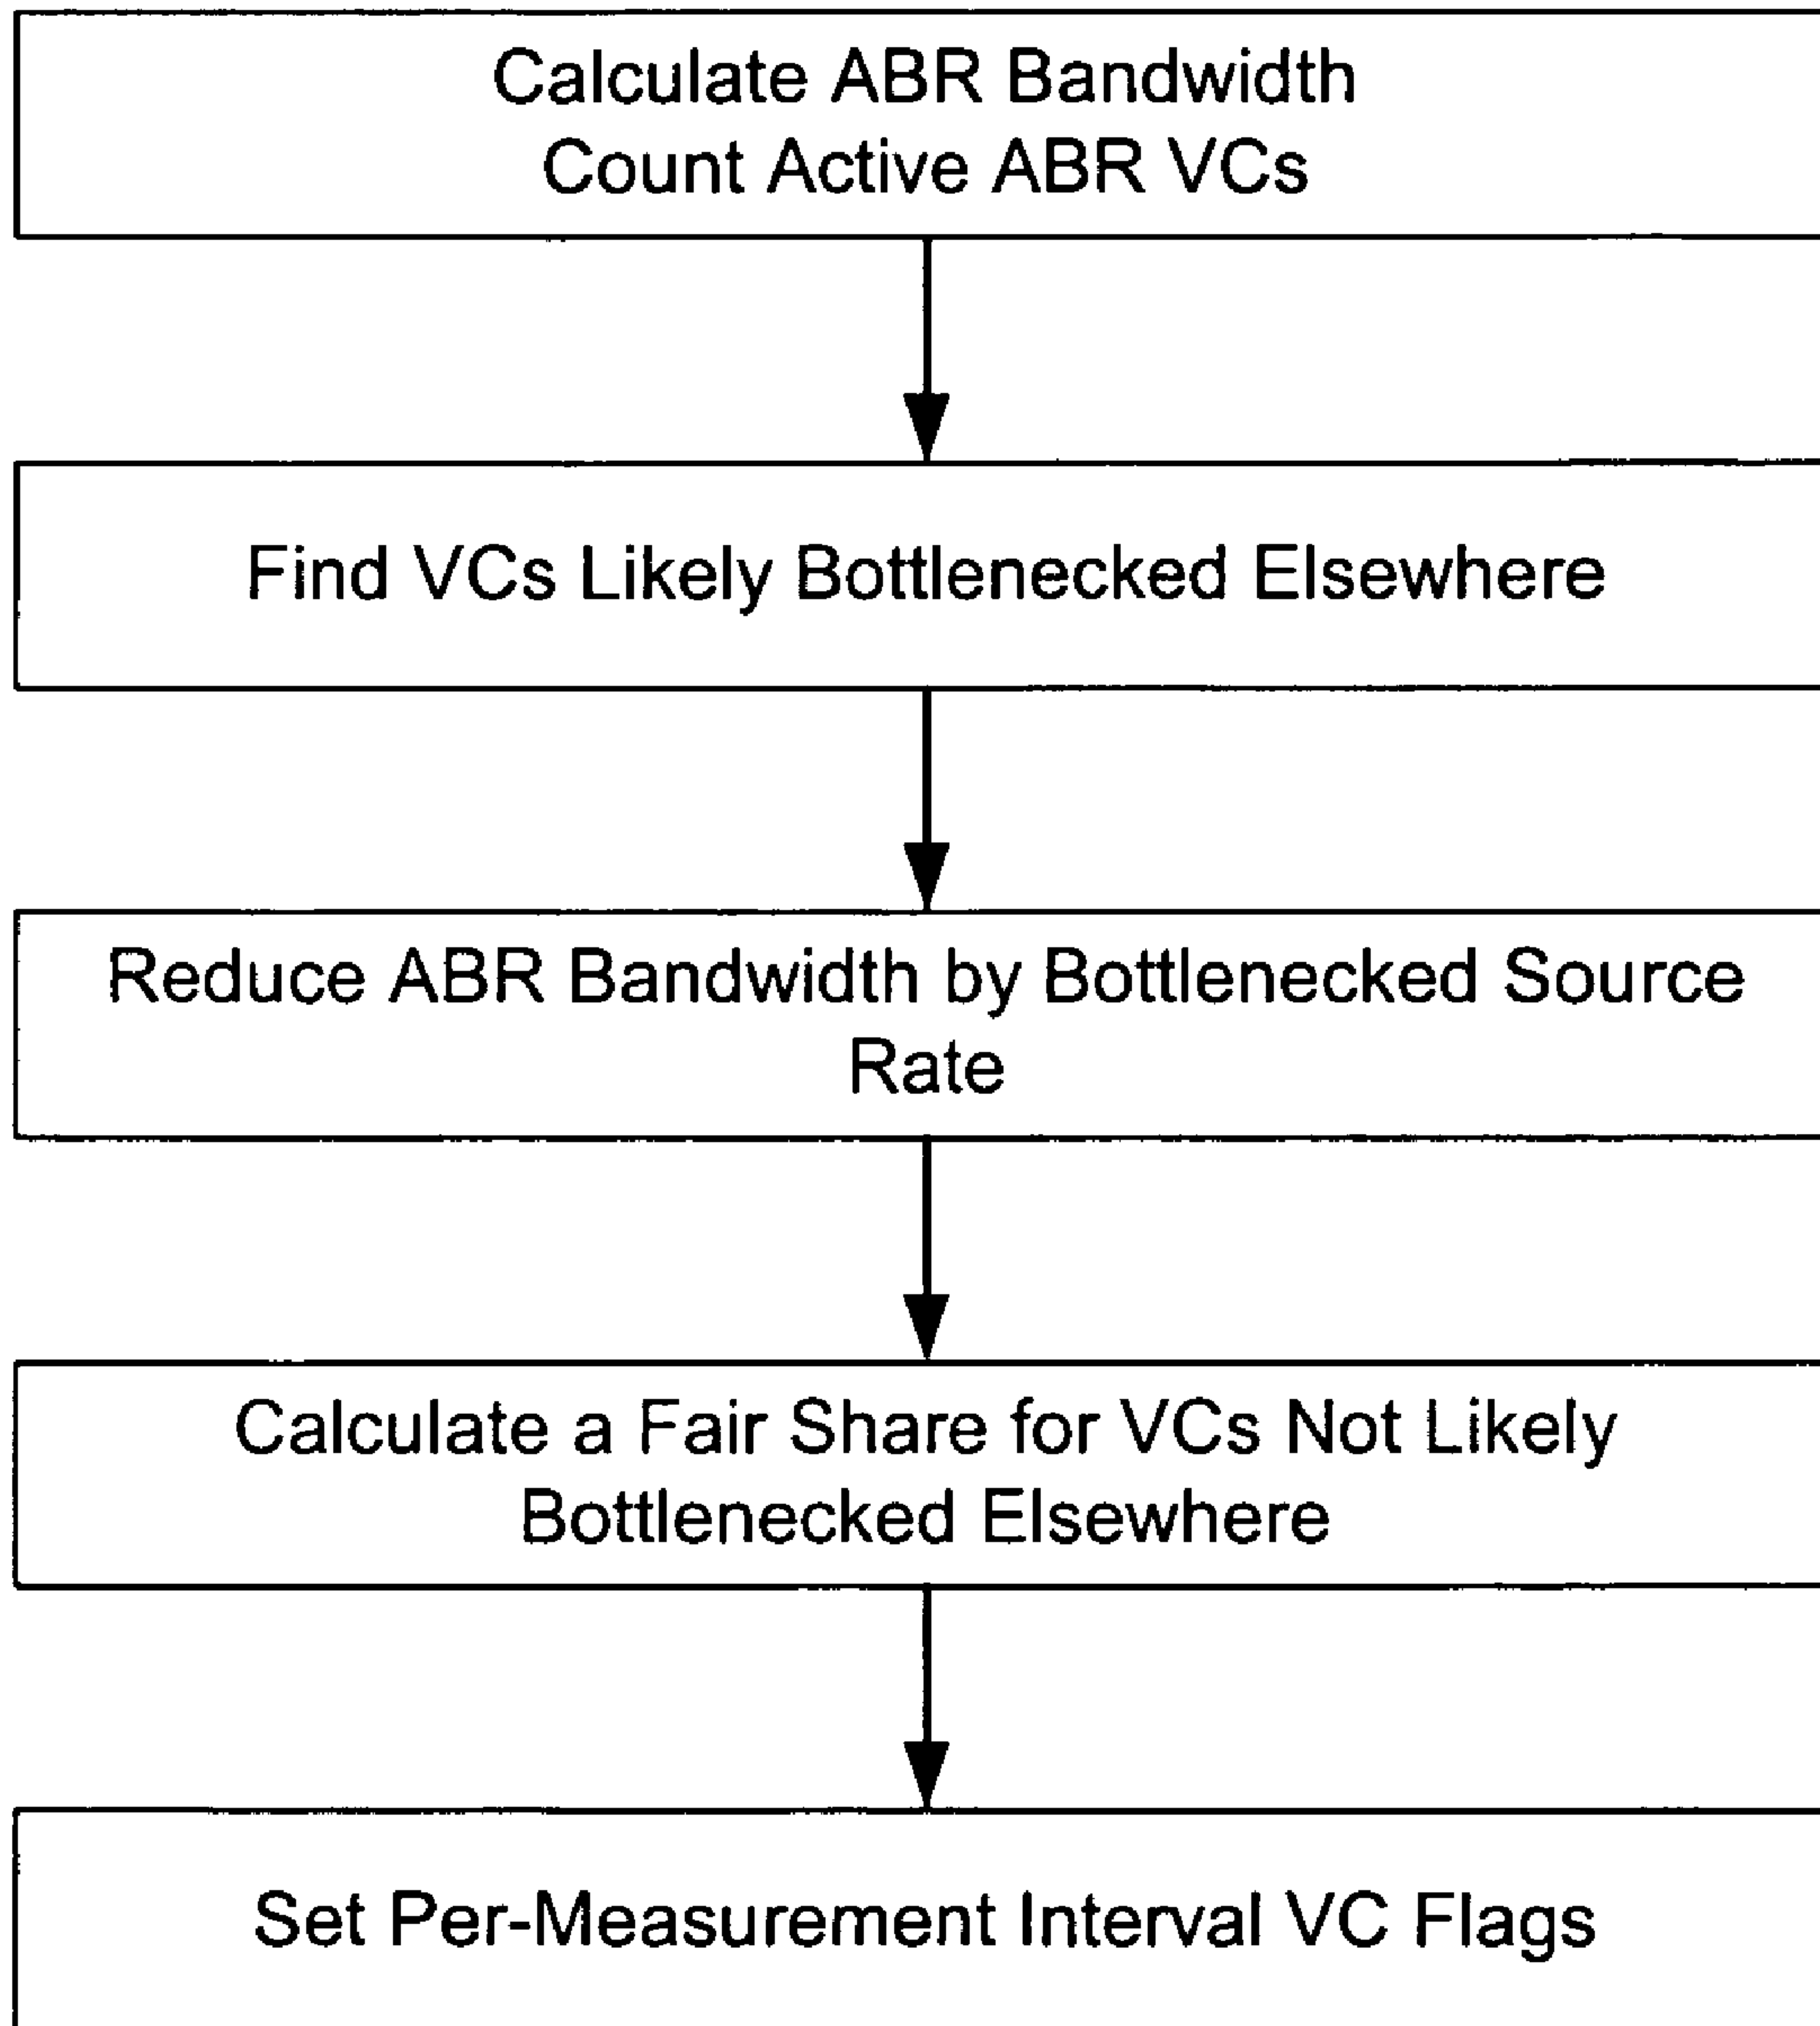 Calculate ABR Bandwidth
Count Active ABR VCs
Find VCs Likely Bottlenecked Elsewhere
Reduce ABR Bandwidth by Bottlenecked Source
Rate
Calculate a Fair Share for VCs Not Likely
Bottlenecked Elsewhere
Set Per-Measurement Interval VC Flags